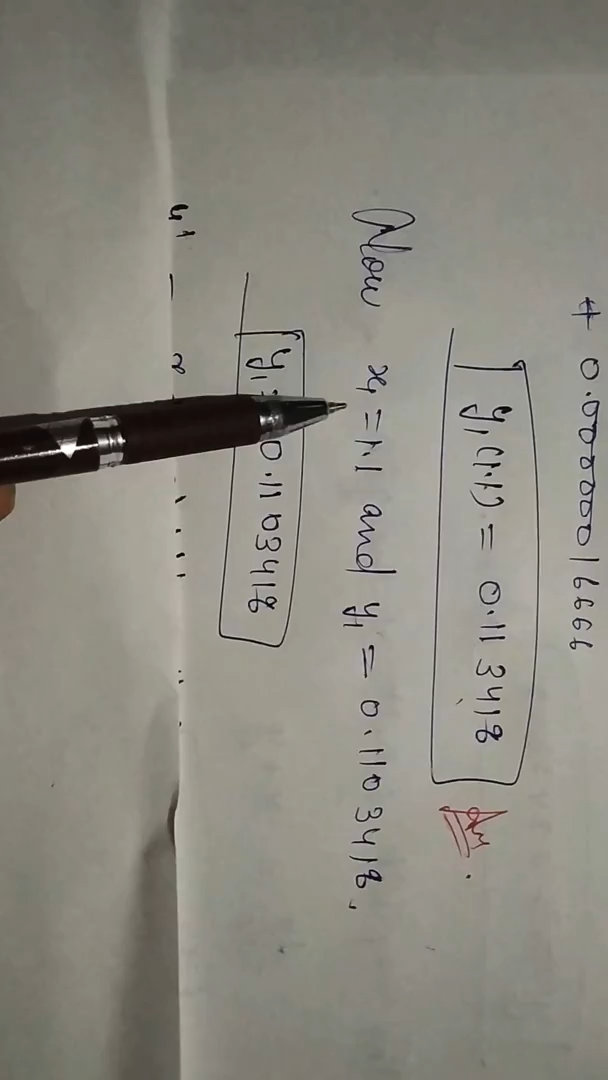 + 0.000000016666
y₁(1.1) = 0.113418
Ans.
Now x₁ = 1.1 and y₁ = 0.1103418,
y₁ 0.1103418